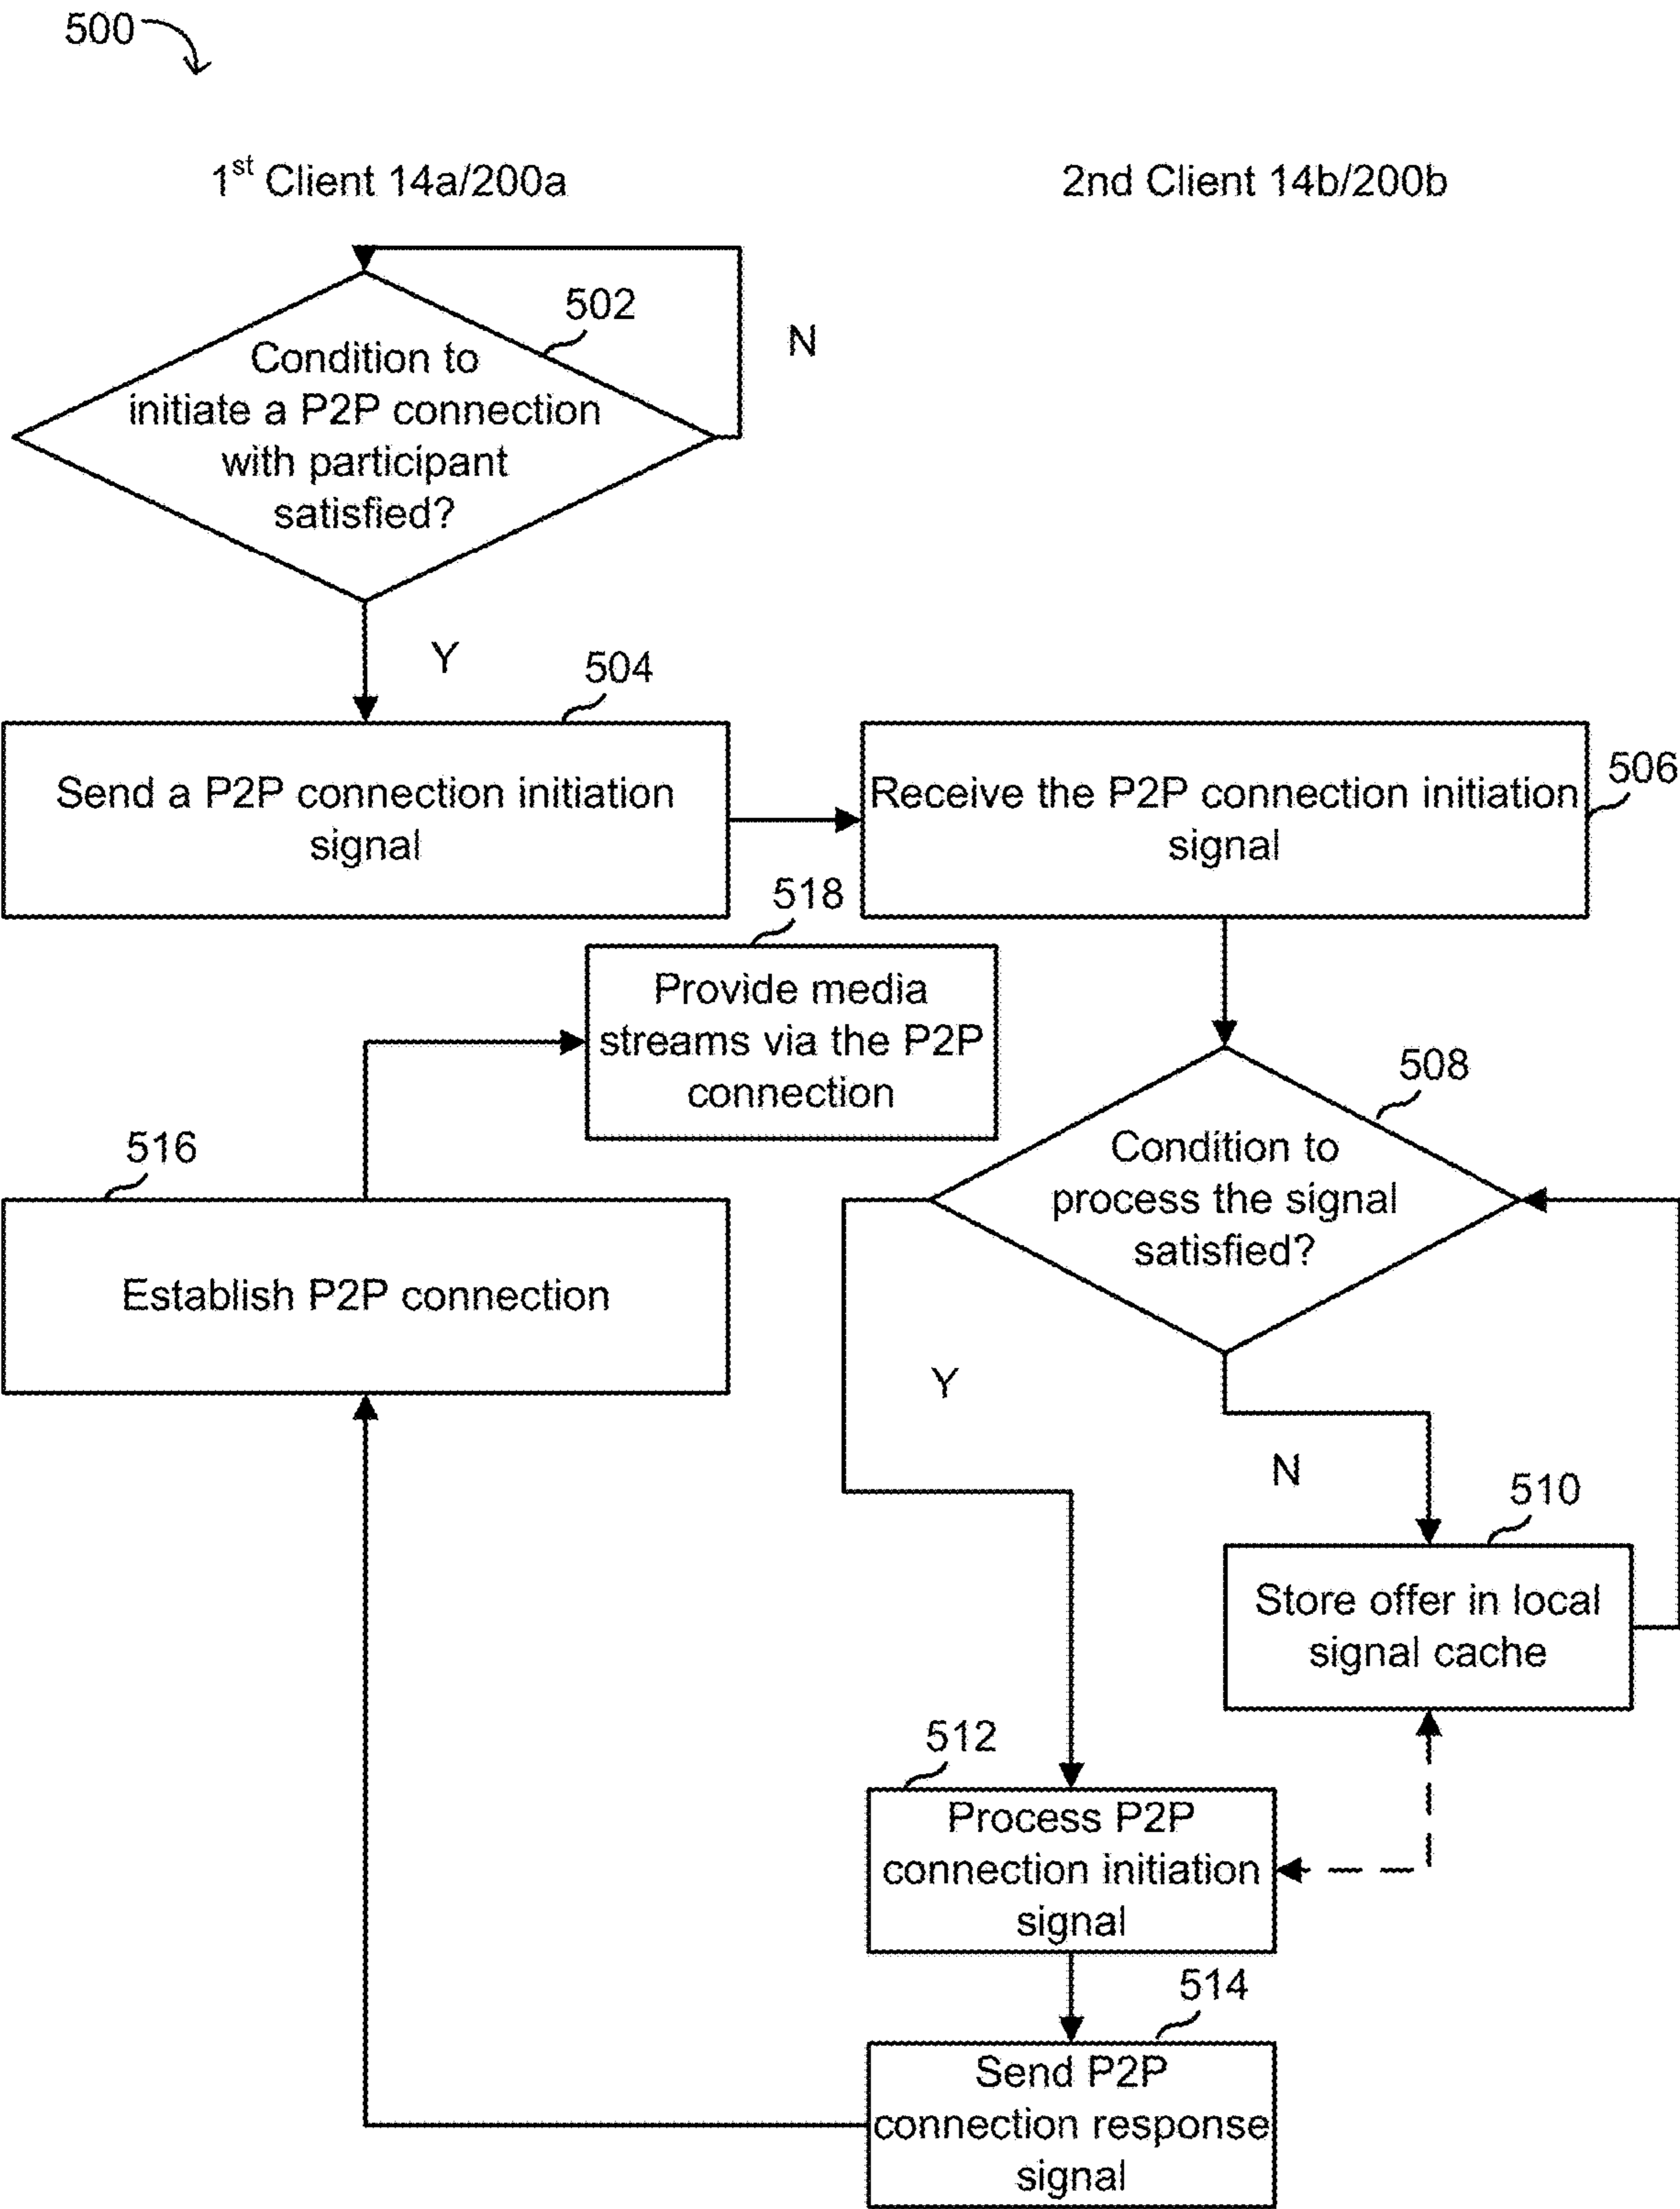 500
1st Client 14a/200a
2nd Client 14b/200b
502
N
Condition to
initiate a P2P connection
with participant
satisfied?
Y
504
Send a P2P connection initiation
signal
506
Receive the P2P connection initiation
signal
518
Provide media
streams via the P2P
connection
508
Condition to
process the signal
satisfied?
516
Establish P2P connection
Y
N
510
Store offer in local
signal cache
512
Process P2P
connection initiation
signal
514
Send P2P
connection response
signal